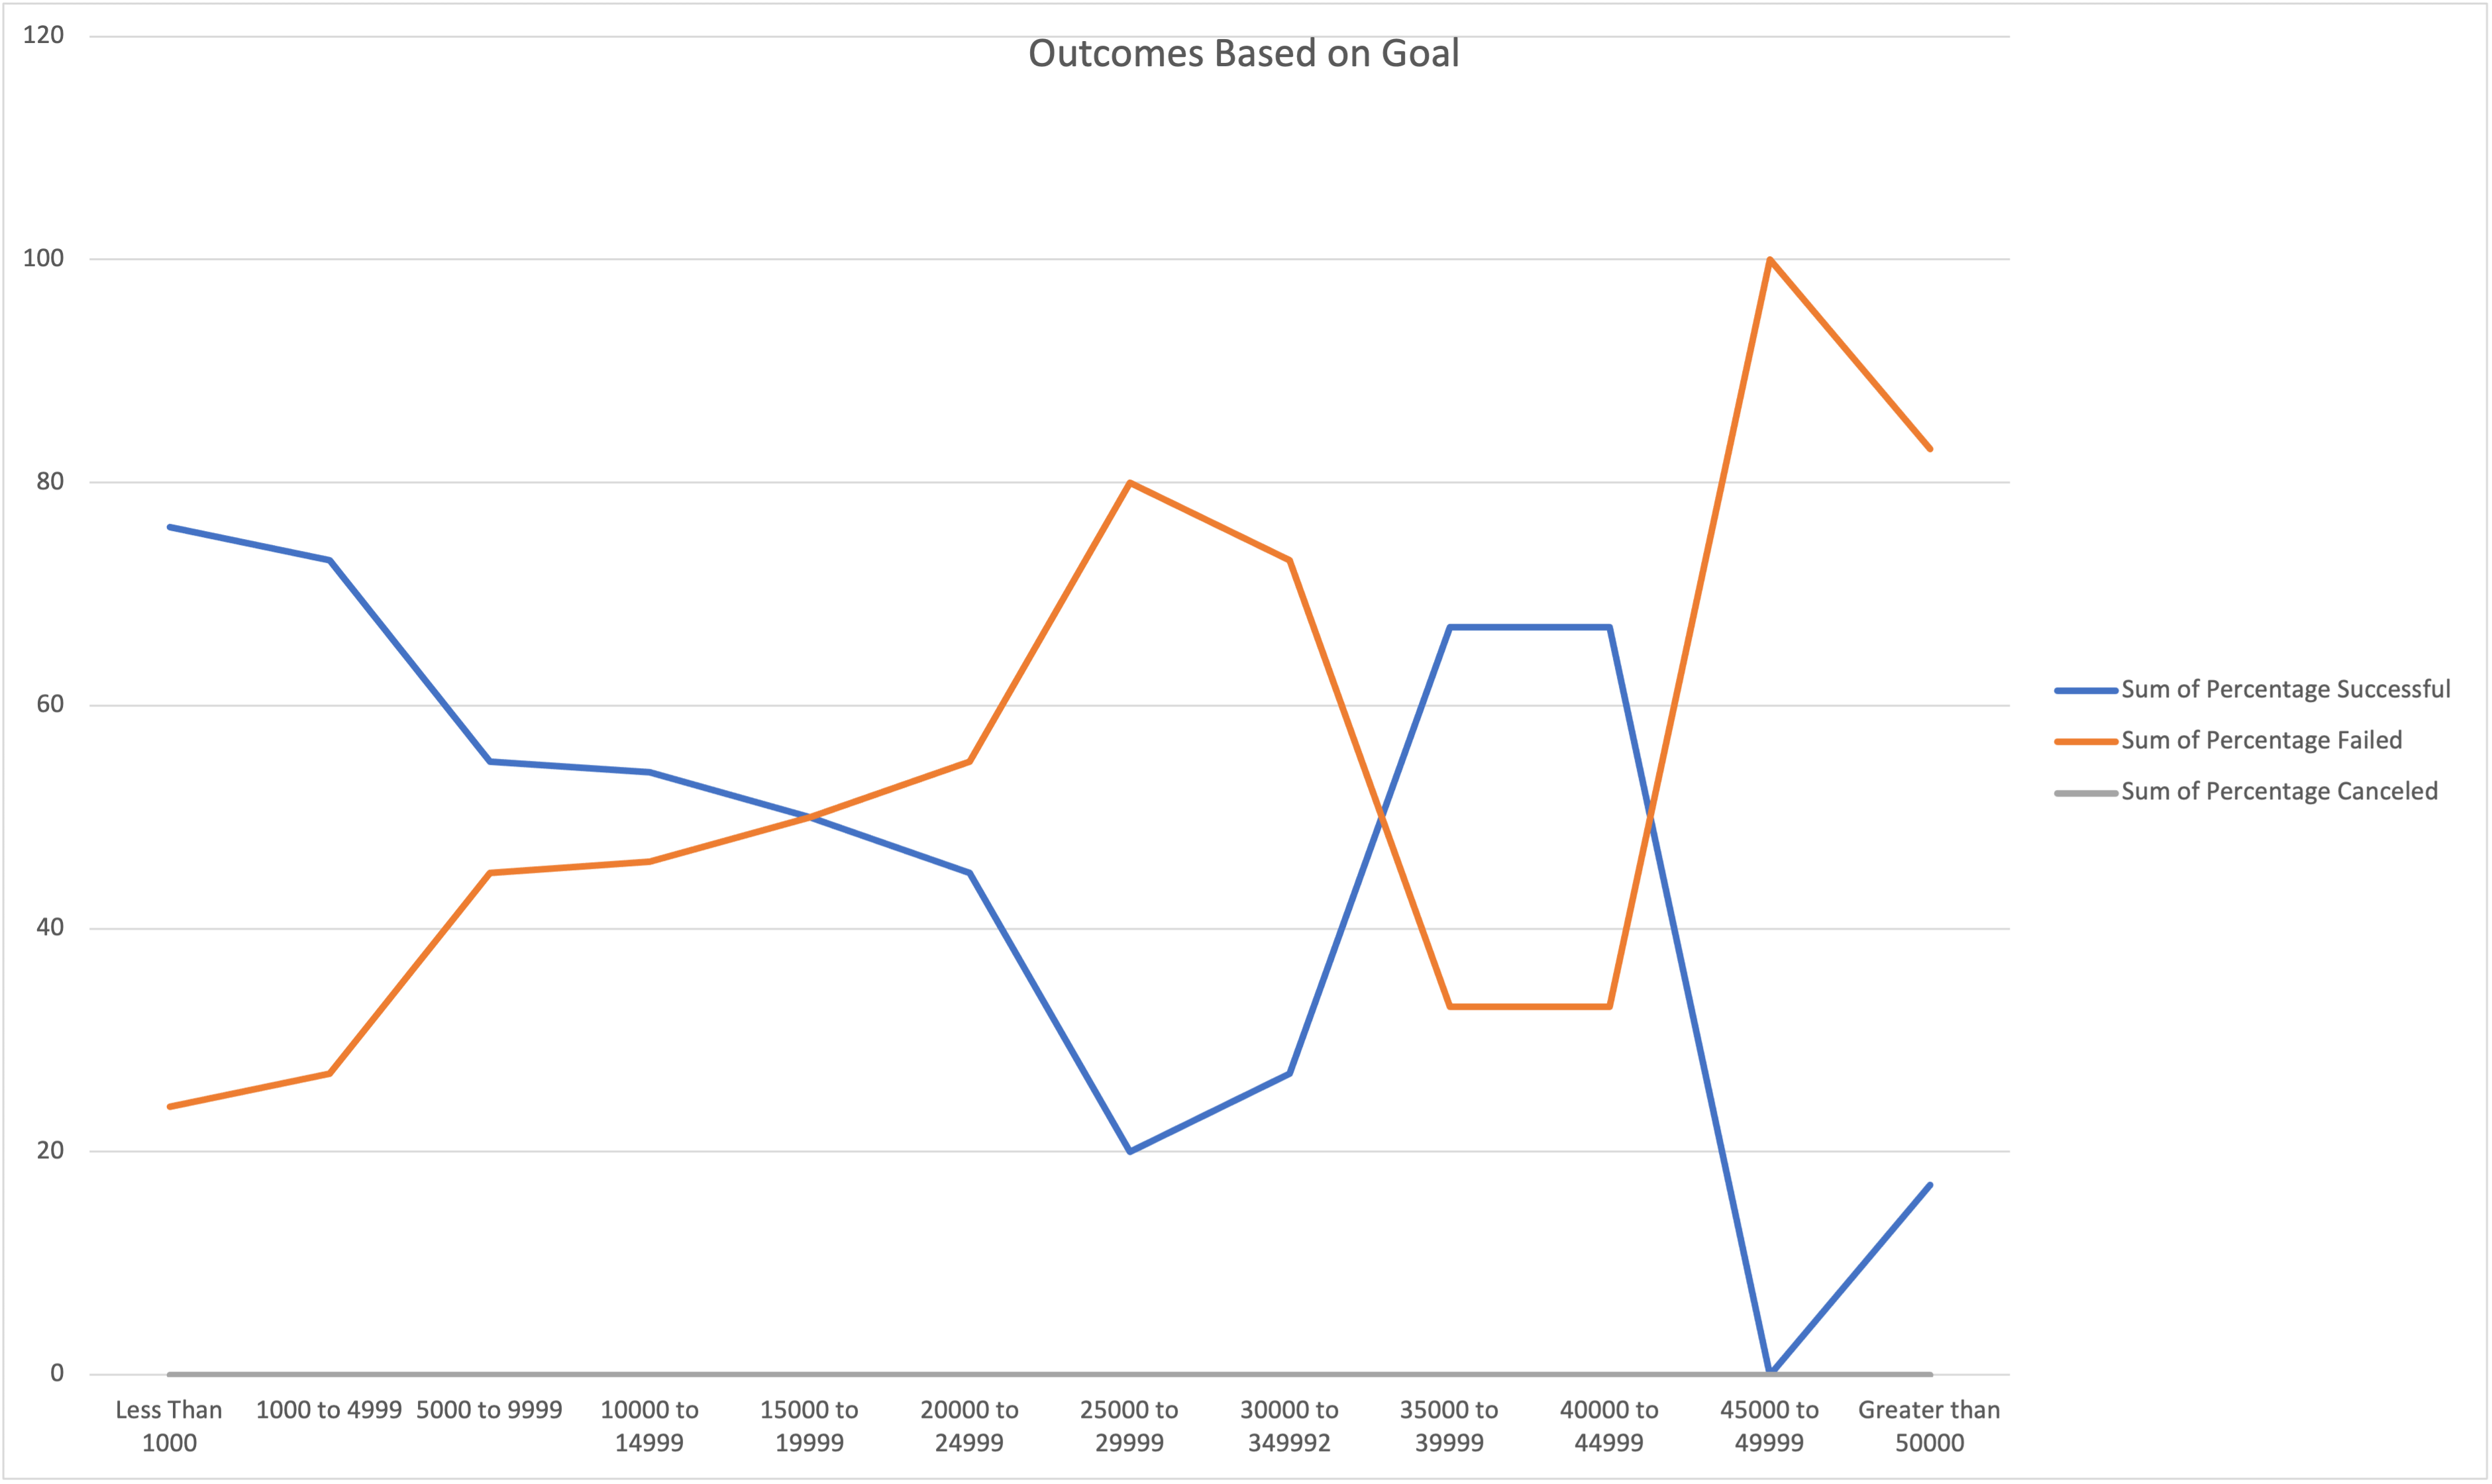 Outcomes Based on Goal
120
100
80
60
40
20
0
Less Than
1000
1000 to 4999
5000 to 9999
10000 to
14999
15000 to
19999
20000 to
24999
25000 to
29999
30000 to
349992
35000 to
39999
40000 to
44999
45000 to
49999
Greater than
50000
Sum of Percentage Successful
Sum of Percentage Failed
Sum of Percentage Canceled